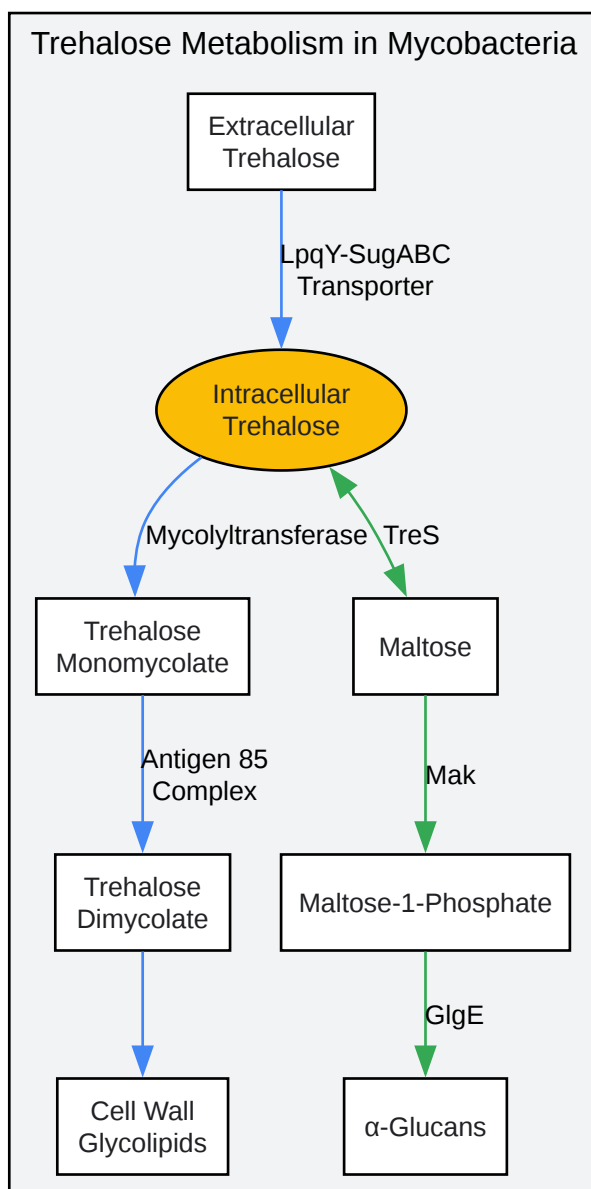 Trehalose Metabolism in Mycobacteria
Extracellular
Trehalose
LpqY-SugABC
Transporter
Intracellular
Trehalose
Mycolyltransferase
TreS
Trehalose
Monomycolate
Maltose
Antigen 85
Complex
Mak
Trehalose
Dimycolate
Maltose-1-Phosphate
GlgE
Cell Wall
Glycolipids
α-Glucans